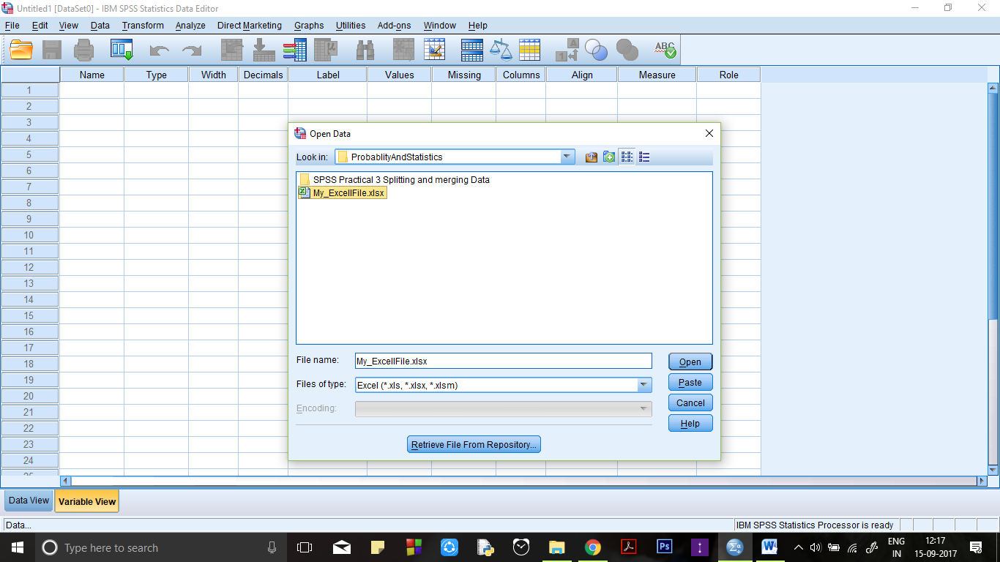 Untitled1 [DataSet0] - IBM SPSS Statistics Data Editor
File Edit View Data Transform Analyze Direct Marketing Graphs Utilities Add-ons Window Help
Name Type Width Decimals Label Values Missing Columns Align Measure Role
1
2
3
4
5
6
7
8
9
10
11
12
13
14
15
16
17
18
19
20
21
22
23
24
25
Open Data
Look in: ProbablityAndStatistics
SPSS Practical 3 Splitting and merging Data
My_ExcellFile.xlsx
File name: My_ExcellFile.xlsx
Files of type: Excel (*.xls, *.xlsx, *.xlsm)
Encoding:
Open
Paste
Cancel
Help
Retrieve File From Repository...
Data View Variable View
Data... IBM SPSS Statistics Processor is ready
Type here to search
ENG
IN
12:17
15-09-2017